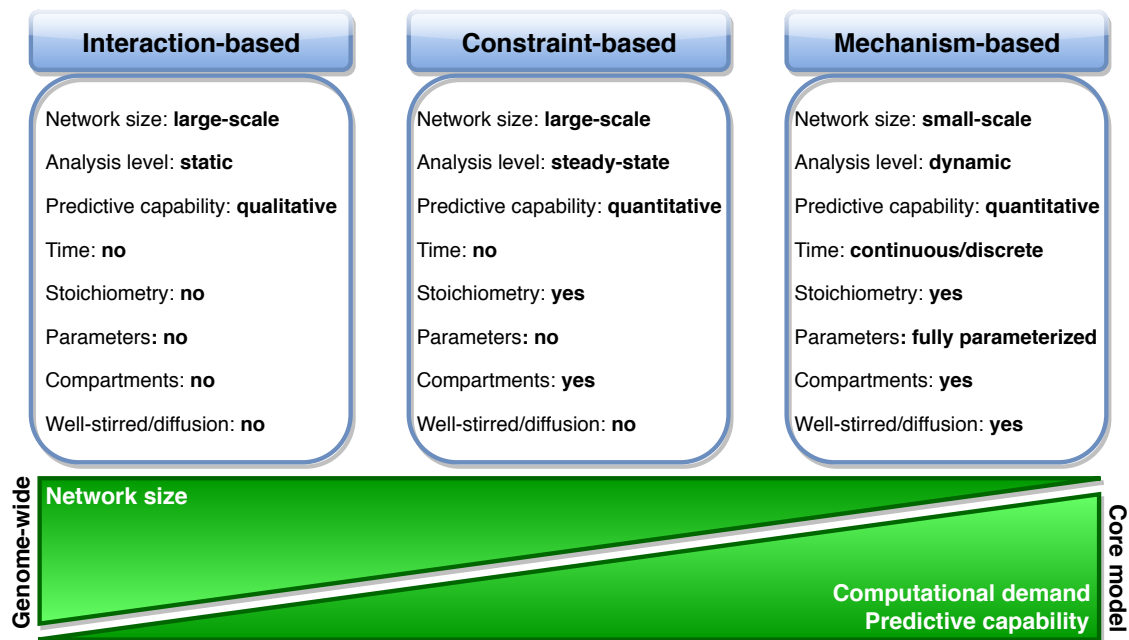 Interaction-based
Network size: large-scale
Analysis level: static
Predictive capability: qualitative
Time: no
Stoichiometry: no
Parameters: no
Compartments: no
Well-stirred/diffusion: no
Constraint-based
Network size: large-scale
Analysis level: steady-state
Predictive capability: quantitative
Time: no
Stoichiometry: yes
Parameters: no
Compartments: yes
Well-stirred/diffusion: no
Mechanism-based
Network size: small-scale
Analysis level: dynamic
Predictive capability: quantitative
Time: continuous/discrete
Stoichiometry: yes
Parameters: fully parameterized
Compartments: yes
Well-stirred/diffusion: yes
Genome-wide
Network size
Computational demand
Predictive capability
Core model